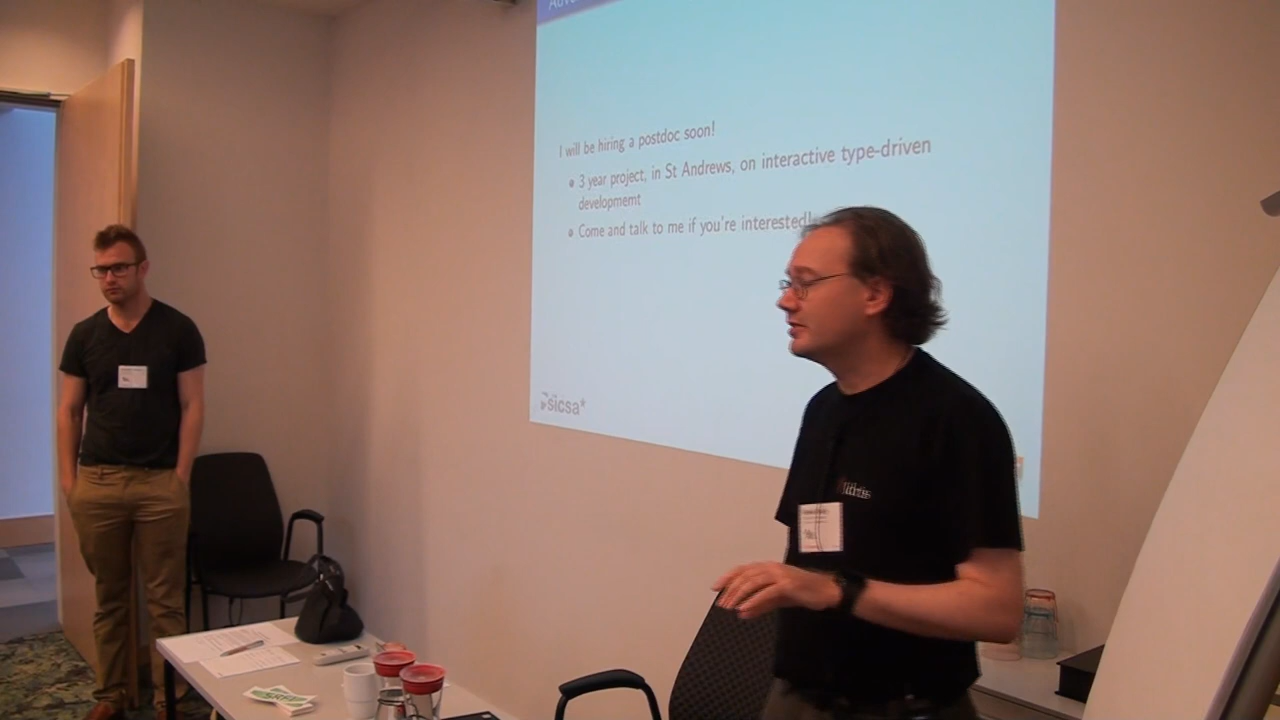 I will be hiring a postdoc soon!
• 3 year project, in St Andrews, on interactive type-driven
developmemt
• Come and talk to me if you're interested!
sicsa*